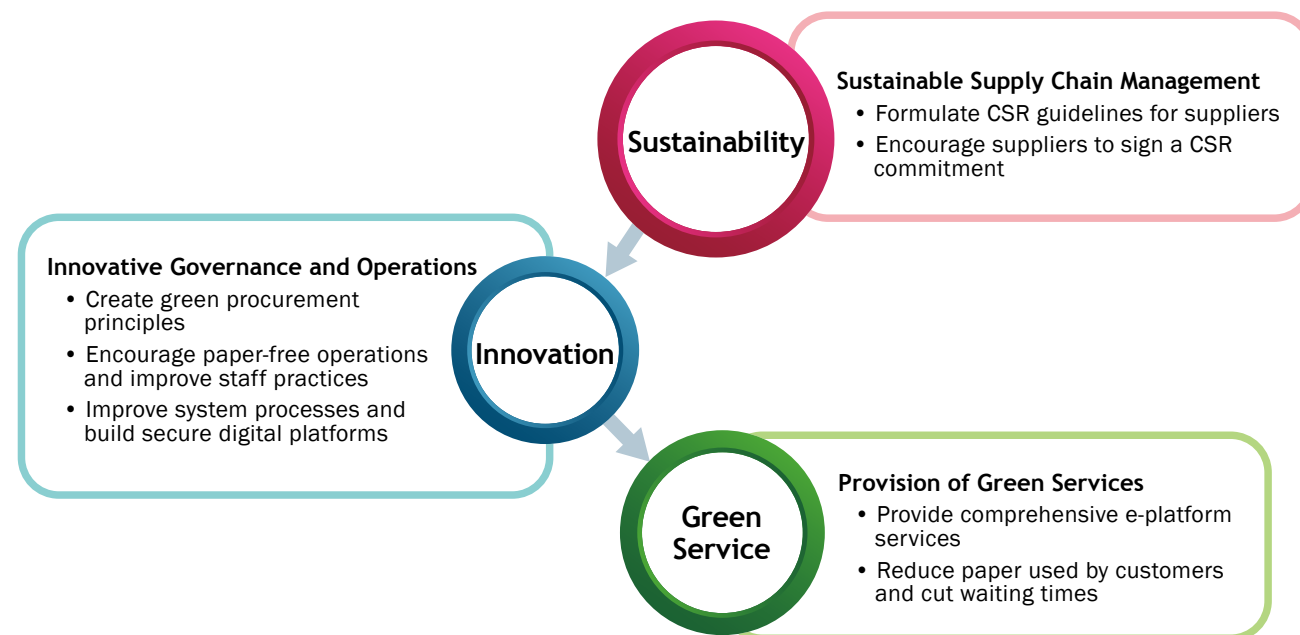 Sustainability
Sustainable Supply Chain Management
• Formulate CSR guidelines for suppliers
• Encourage suppliers to sign a CSR
commitment
Innovative Governance and Operations
• Create green procurement
principles
• Encourage paper-free operations
and improve staff practices
• Improve system processes and
build secure digital platforms
Innovation
Green
Service
Provision of Green Services
• Provide comprehensive e-platform
services
• Reduce paper used by customers
and cut waiting times